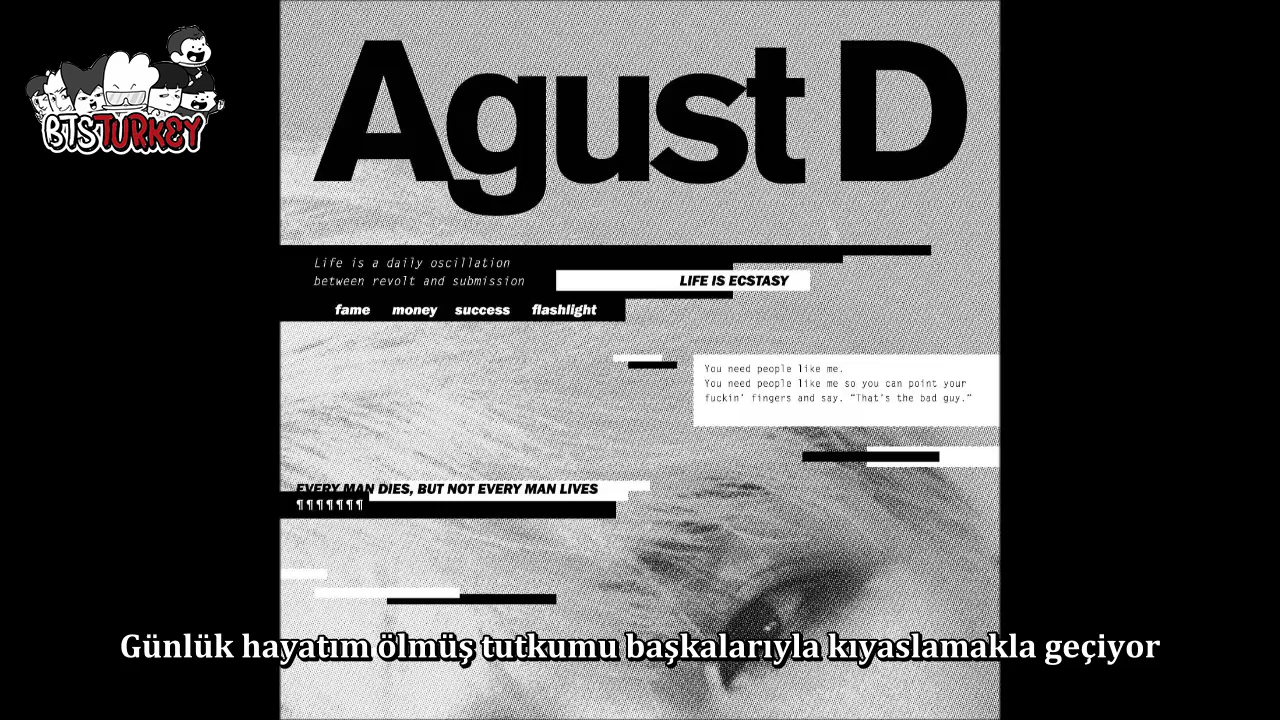 BTSTURKEY
Agust D
Life is a daily oscillation
between revolt and submission
LIFE IS ECSTASY
fame money success flashlight
You need people like me.
You need people like me so you can point your
fuckin' fingers and say. “That's the bad guy.”
EVERY MAN DIES, BUT NOT EVERY MAN LIVES
¶¶¶¶¶¶¶
Günlük hayatım ölmüş tutkumu başkalarıyla kıyaslamakla geçiyor